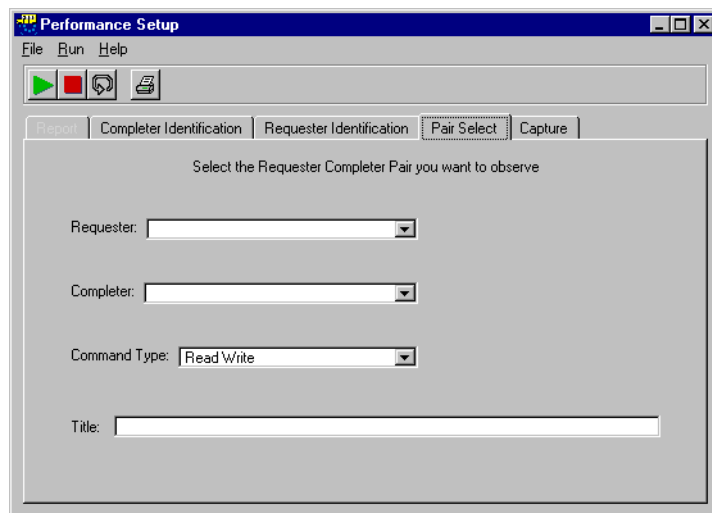 Performance Setup
File Run Help
Report Completer Identification Requester Identification Pair Select Capture
Select the Requester Completer Pair you want to observe
Requester:
Completer:
Command Type: Read Write
Title: